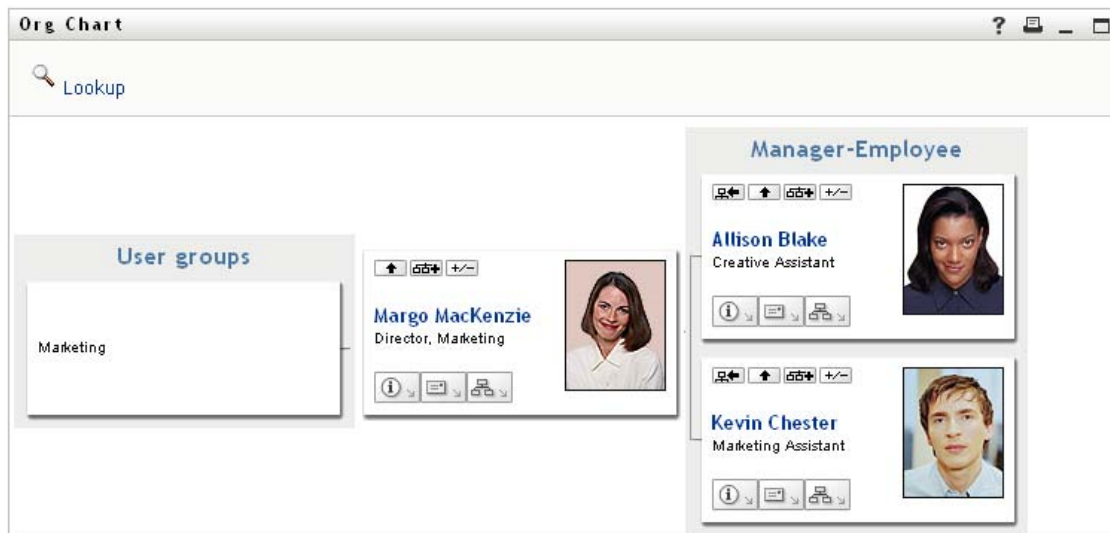 Org Chart
?
Lookup
User groups
Marketing
+/-
Margo MacKenzie
Director, Marketing
Manager-Employee
+/-
Allison Blake
Creative Assistant
+/-
Kevin Chester
Marketing Assistant